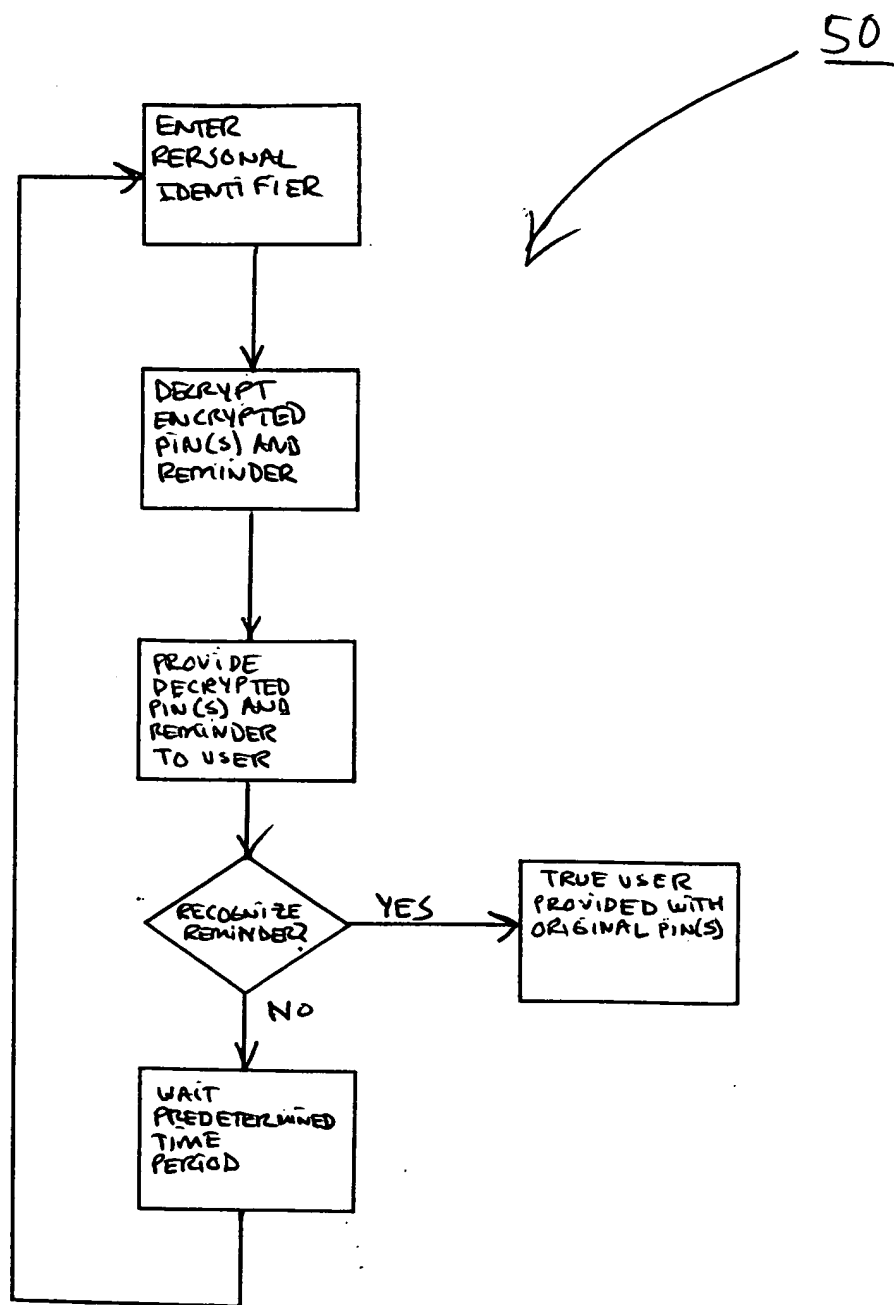 50
ENTER
PERSONAL
IDENTIFIER
DECRYPT
ENCRYPTED
PIN(S) AND
REMINDER
PROVIDE
DECRYPTED
PIN(S) AND
REMINDER
TO USER
RECOGNIZE
REMINDER?
YES
TRUE USER
PROVIDED WITH
ORIGINAL PIN(S)
NO
WAIT
PREDETERMINED
TIME
PERIOD